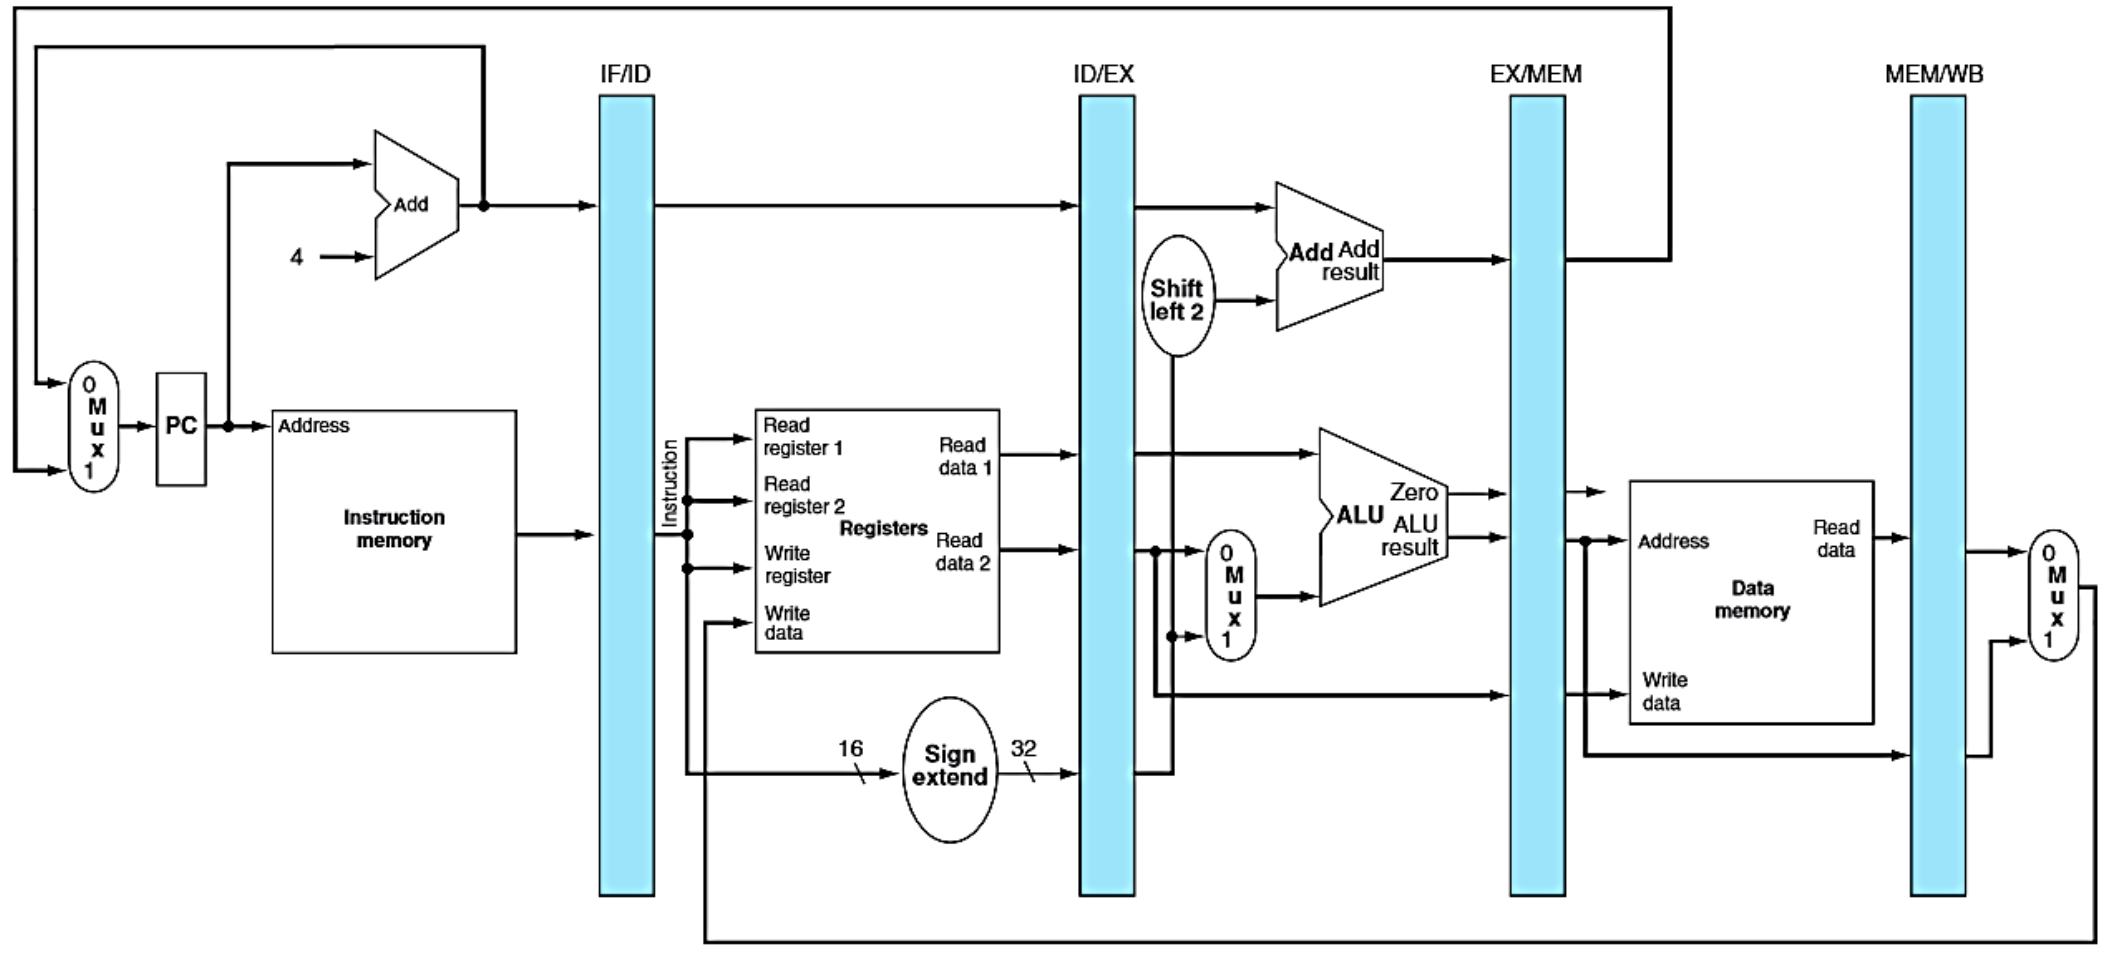 IF/ID
ID/EX
EX/MEM
MEM/WB
Add
4
Add Add
result
Shift
left 2
0
M
u
x
1
PC
Address
Instruction
memory
Instruction
Read
register 1
Read
register 2
Write
register
Write
data
Registers
Read
data 1
Read
data 2
16
Sign
extend
32
0
M
u
x
1
Zero
ALU
ALU
result
Address
Read
data
Data
memory
Write
data
0
M
u
x
1